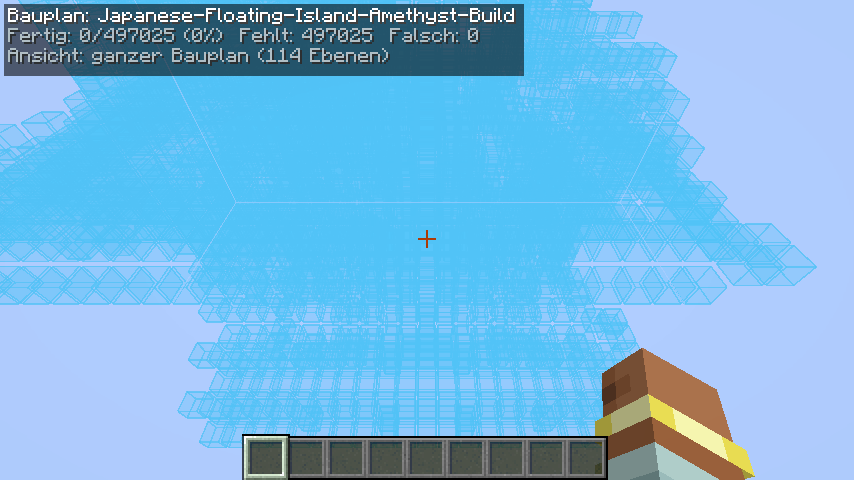 Bauplan: Japanese-Floating-Island-Amethyst-Build
Fertig: 0/497025 (0%) Fehlt: 497025 Falsch: 0
Ansicht: ganzer Bauplan (114 Ebenen)